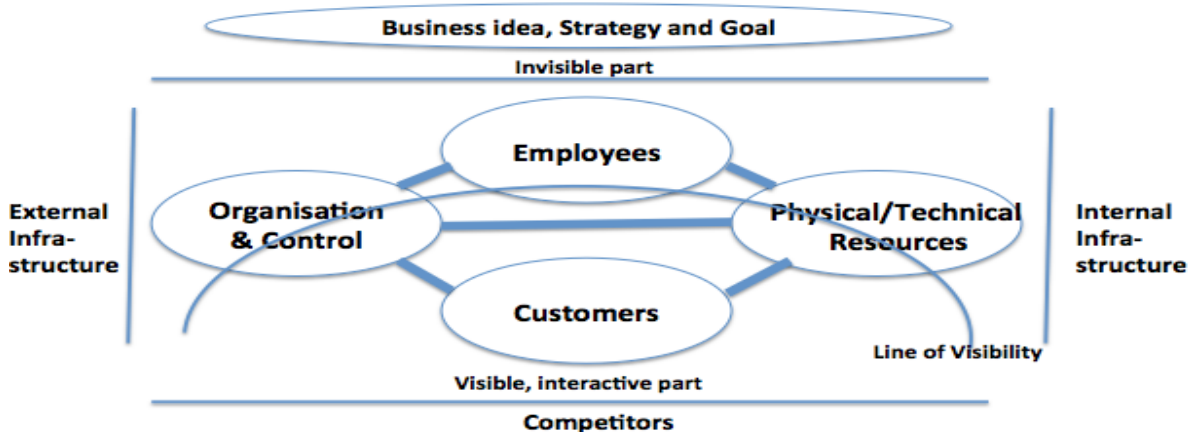 Business idea, Strategy and Goal
Invisible part
Employees
External
Infra-
structure
Organisation
& Control
Physical/Technical
Resources
Internal
Infra-
structure
Customers
Line of Visibility
Visible, interactive part
Competitors